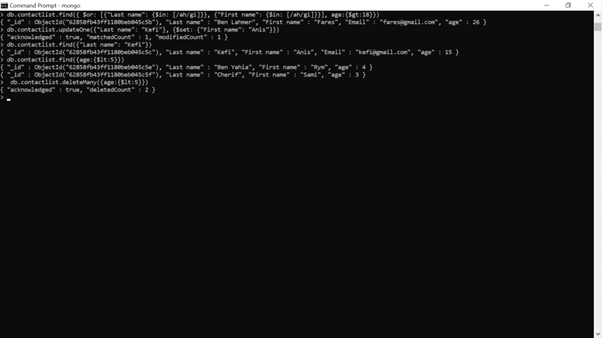 Command Prompt - mongo
> db.contactlist.find({ $or: [{"Last name": {$in: [/ah/gi]}}, {"First name": {$in: [/ah/gi]}}], age:{$gt:18}})
{ "_id" : ObjectId("62858fb43ff1180beb045c5b"), "Last name" : "Ben Lahmer", "First name" : "Fares", "Email" : "fares@gmail.com", "age" : 26 }
> db.contactlist.updateOne({"Last name": "Kefi"}, {$set: {"First name": "Anis"}})
{ "acknowledged" : true, "matchedCount" : 1, "modifiedCount" : 1 }
> db.contactlist.find({"Last name": "Kefi"})
{ "_id" : ObjectId("62858fb43ff1180beb045c5c"), "Last name" : "Kefi", "First name" : "Anis", "Email" : "kefi@gmail.com", "age" : 15 }
> db.contactlist.find({age:{$lt:5}})
{ "_id" : ObjectId("62858fb43ff1180beb045c5e"), "Last name" : "Ben Yahia", "First name" : "Rym", "age" : 4 }
{ "_id" : ObjectId("62858fb43ff1180beb045c5f"), "Last name" : "Cherif", "First name" : "Sami", "age" : 3 }
>  db.contactlist.deleteMany({age:{$lt:5}})
{ "acknowledged" : true, "deletedCount" : 2 }
>